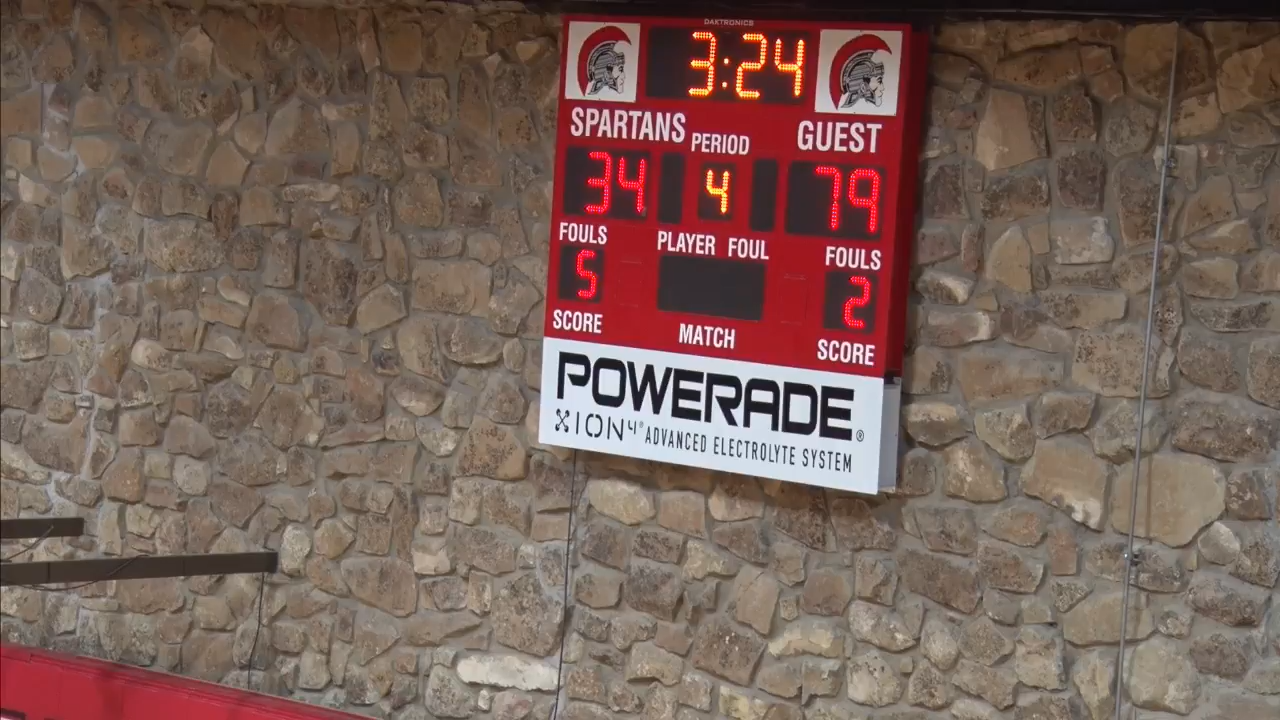 DAKTRONICS
3:24
SPARTANS PERIOD GUEST
34 4 79
FOULS PLAYER FOUL FOULS
5 2
SCORE MATCH SCORE
POWERADE®
ION4® ADVANCED ELECTROLYTE SYSTEM